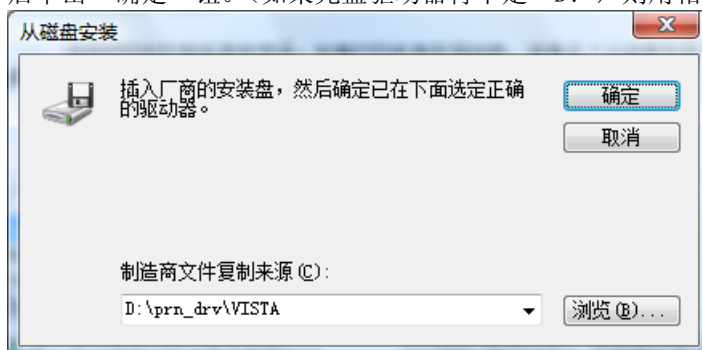 从磁盘安装
插入厂商的安装盘，然后确定已在下面选定正确
的驱动器。
确定
取消
制造商文件复制来源(C):
D:\prn_drv\VISTA
浏览(B)...